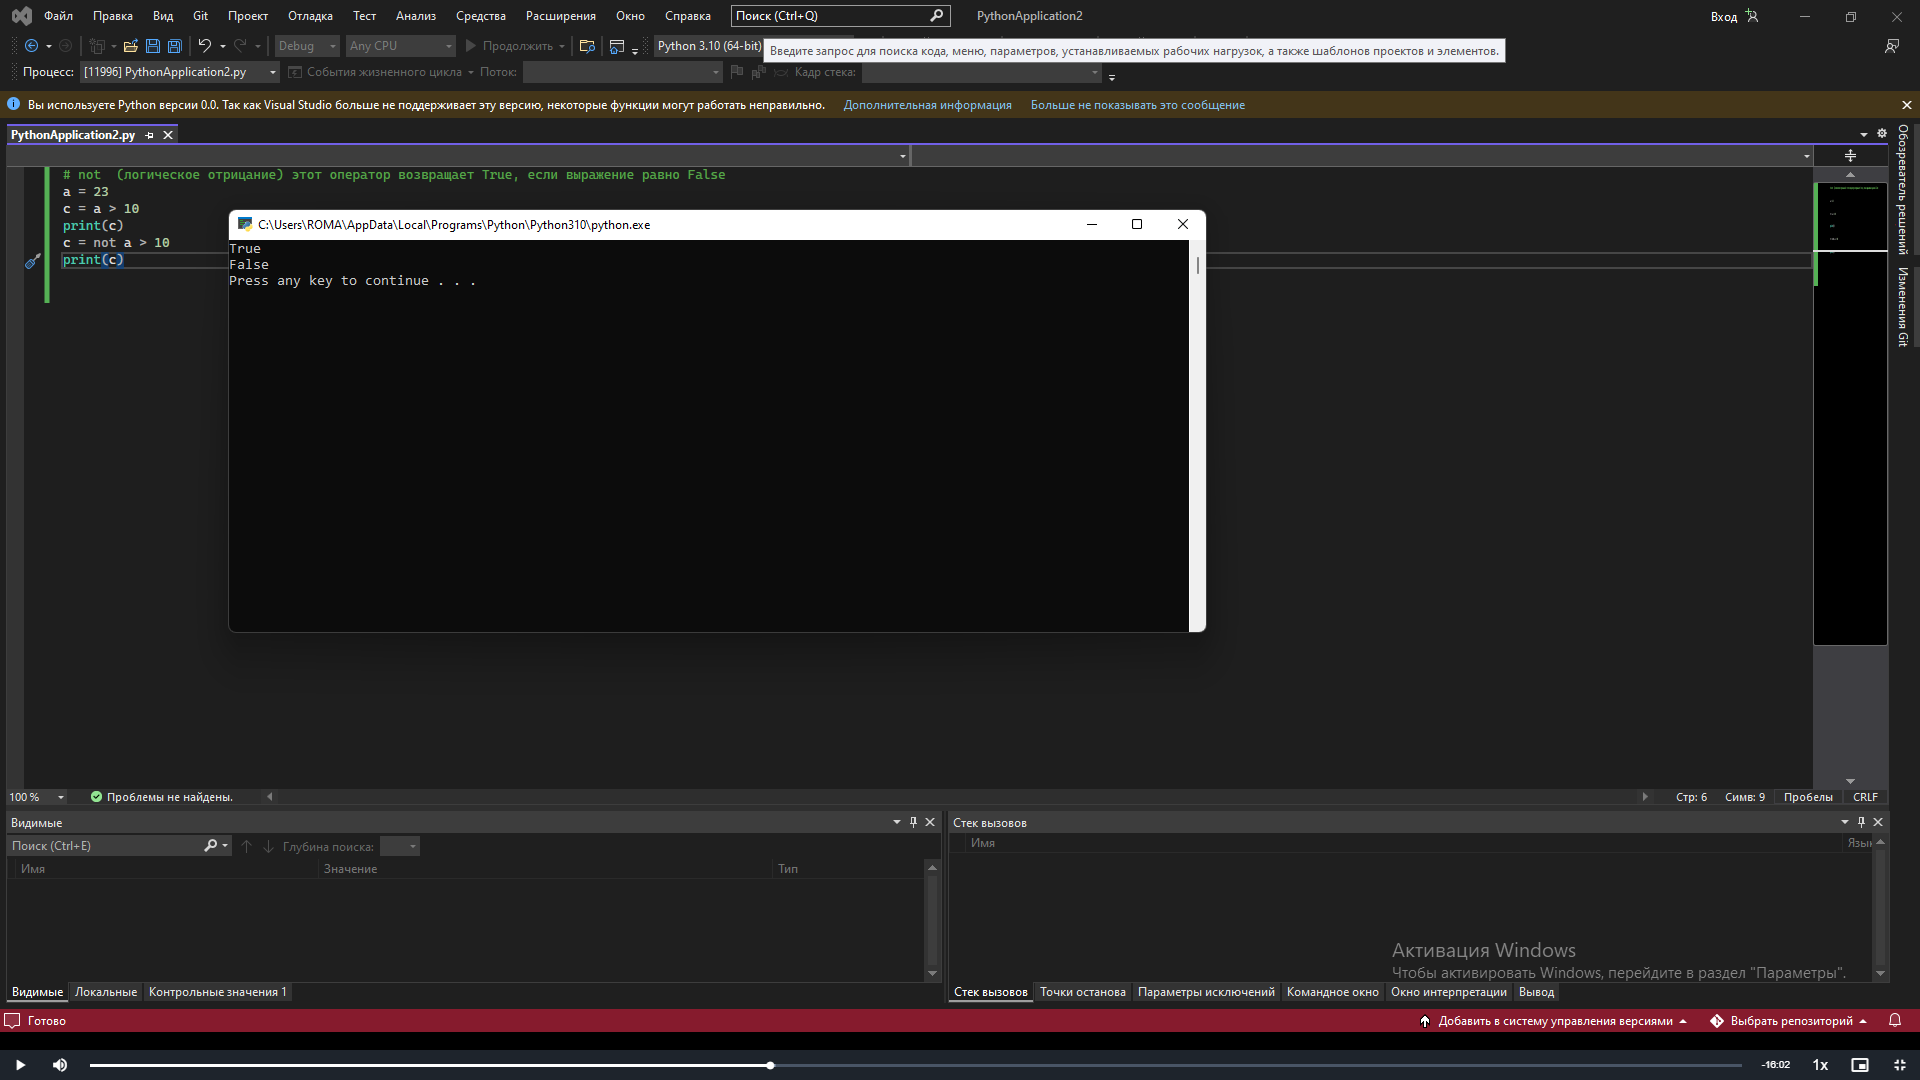 Файл Правка Вид Git Проект Отладка Тест Анализ Средства Расширения Окно Справка Поиск (Ctrl+Q) PythonApplication2 Вход
Debug Any CPU Продолжить Python 3.10 (64-bit)
Введите запрос для поиска кода, меню, параметров, устанавливаемых рабочих нагрузок, а также шаблонов проектов и элементов.
Процесс: [11996] PythonApplication2.py События жизненного цикла Поток: Кадр стека:
Вы используете Python версии 0.0. Так как Visual Studio больше не поддерживает эту версию, некоторые функции могут работать неправильно. Дополнительная информация Больше не показывать это сообщение
PythonApplication2.py
# not (логическое отрицание) этот оператор возвращает True, если выражение равно False
a = 23
c = a > 10
print(c)
c = not a > 10
print(c)
C:\Users\ROMA\AppData\Local\Programs\Python\Python310\python.exe
True
False
Press any key to continue . . .
Обозреватель решений
Изменения Git
100 % Проблемы не найдены. Стр: 6 Симв: 9 Пробелы CRLF
Видимые
Поиск (Ctrl+E) Глубина поиска:
Имя Значение Тип
Видимые Локальные Контрольные значения 1
Стек вызовов
Имя Язык
Активация Windows
Чтобы активировать Windows, перейдите в раздел "Параметры".
Стек вызовов Точки останова Параметры исключений Командное окно Окно интерпретации Вывод
Готово Добавить в систему управления версиями Выбрать репозиторий
-16:02 1x